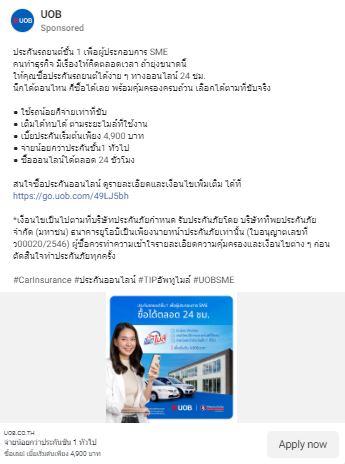 UOB
UOB
Sponsored
ประกันรถยนต์ชั้น 1 เพื่อผู้ประกอบการ SME
คนทำธุรกิจ มีเรื่องให้คิดตลอดเวลา ถ้ายุ่งขนาดนี้
ให้คุณซื้อประกันรถยนต์ได้ง่าย ๆ ทางออนไลน์ 24 ชม.
นึกได้ตอนไหน ก็ซื้อได้เลย พร้อมคุ้มครองครบถ้วน เลือกได้ตามที่ขับจริง
● ใช้รถน้อยก็จ่ายเท่าที่ขับ
● เติมได้ทบได้ ตามระยะไมล์ที่ใช้งาน
● เบี้ยประกันเริ่มต้นเพียง 4,900 บาท
● จ่ายน้อยกว่าประกันชั้น1 ทั่วไป
● ซื้อออนไลน์ได้ตลอด 24 ชั่วโมง
สนใจซื้อประกันออนไลน์ ดูรายละเอียดและเงื่อนไขเพิ่มเติม ได้ที่
https://go.uob.com/49LJ5bh
*เงื่อนไขเป็นไปตามที่บริษัทประกันภัยกำหนด รับประกันภัยโดย บริษัททิพยประกันภัย
จำกัด (มหาชน) ธนาคารยูโอบีเป็นเพียงนายหน้าประกันภัยเท่านั้น (ใบอนุญาตเลขที่
ว00020/2546) ผู้ซื้อควรทำความเข้าใจรายละเอียดความคุ้มครองและเงื่อนไขต่าง ๆ ก่อน
ตัดสินใจทำประกันภัยทุกครั้ง
#CarInsurance #ประกันออนไลน์ #TIPอัพทูไมล์ #UOBSME
ประกันรถยนต์ชั้น 1 เพื่อผู้ประกอบการ SME
ซื้อได้ตลอด 24 ชม.
UOB
UOB.CO.TH
จ่ายน้อยกว่าประกันชั้น 1 ทั่วไป
ซื้อเลย! เบี้ยเริ่มต้นเพียง 4,900 บาท
Apply now